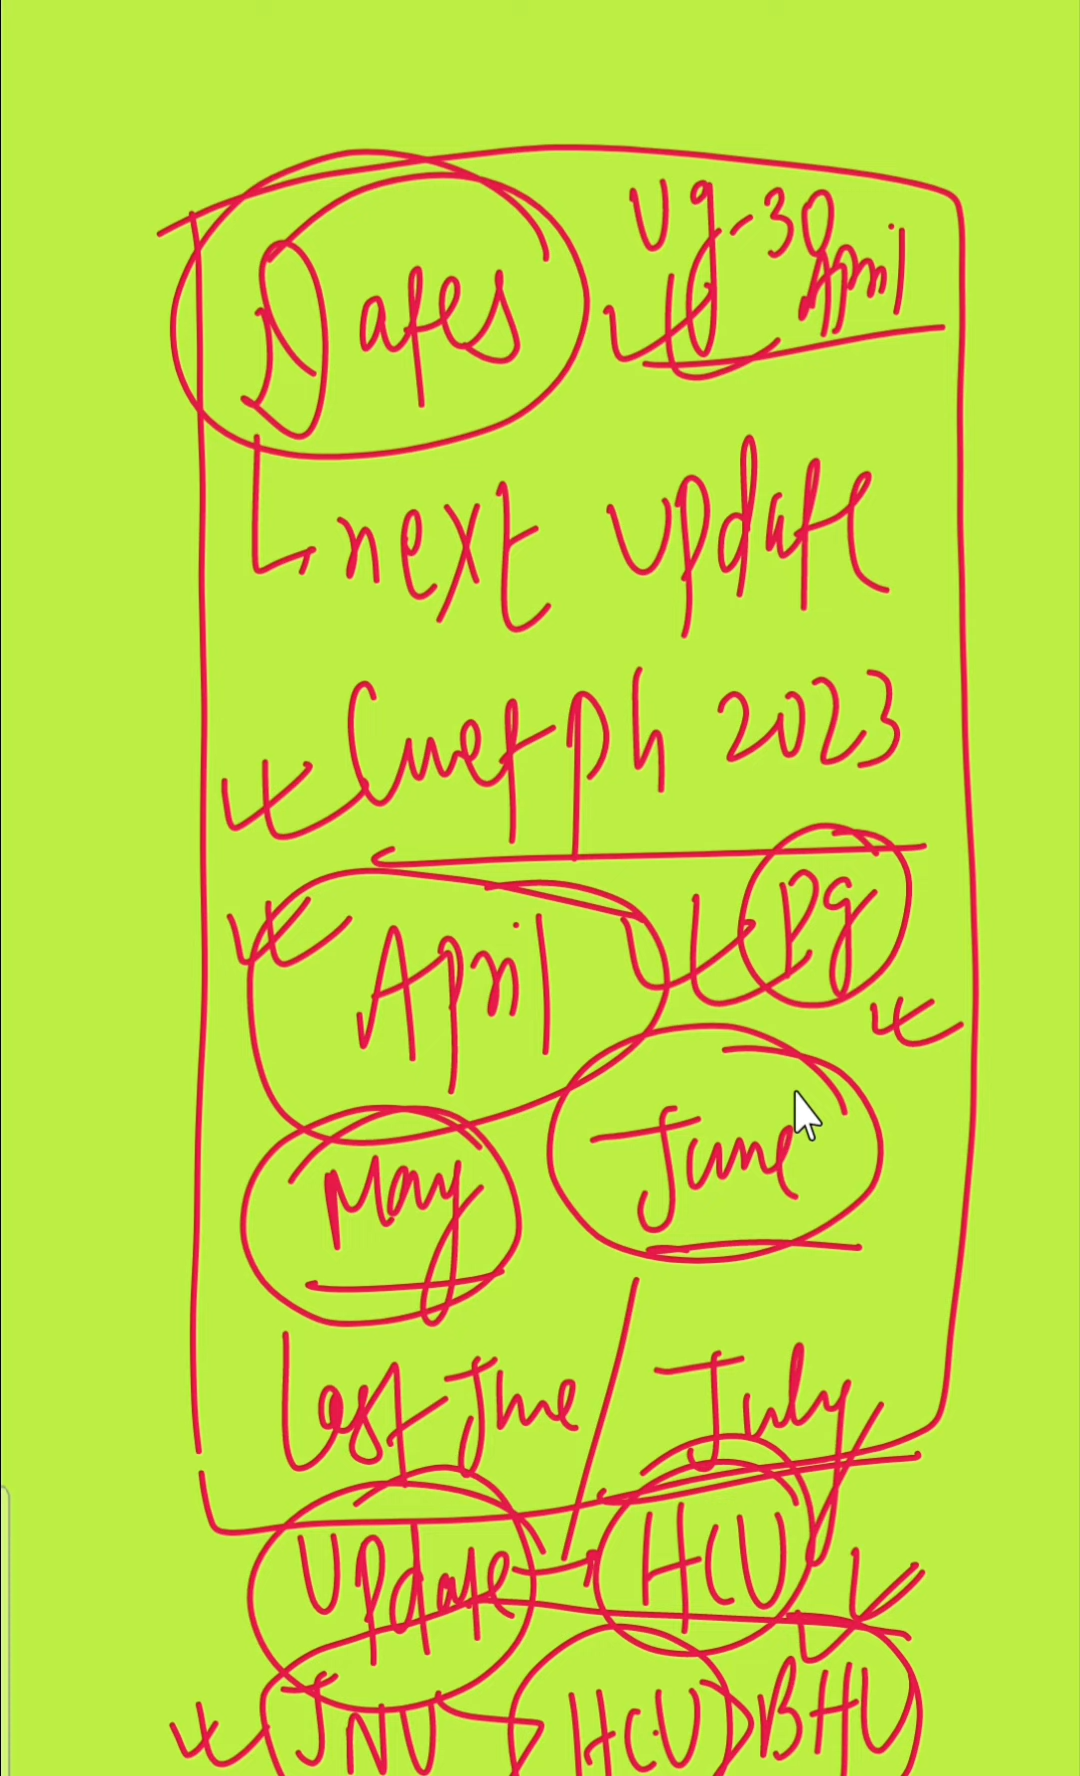 Dates Ug-30 April
next update
Cuet ph 2023
April Pg
May June
Last June July
Update HCU
JNU HCU BHU